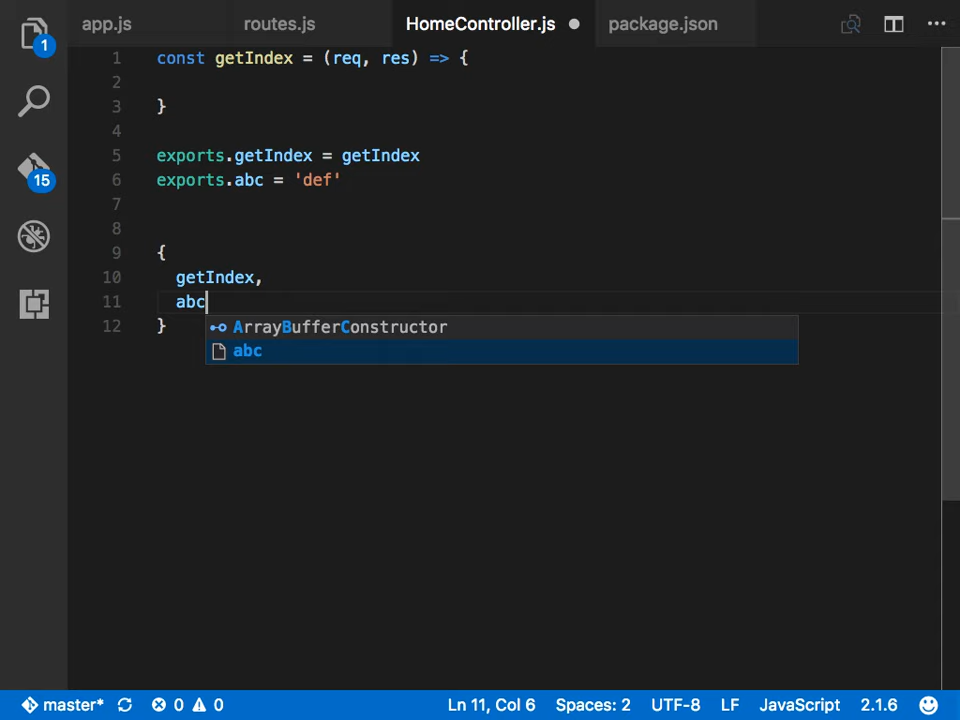 app.js routes.js HomeController.js package.json
1
1 const getIndex = (req, res) => {
2
3 }
4
5 exports.getIndex = getIndex
6 exports.abc = 'def'
7
8
9 {
10 getIndex,
11 abc
ArrayBufferConstructor
12 }
abc
15
master* 0 0 Ln 11, Col 6 Spaces: 2 UTF-8 LF JavaScript 2.1.6